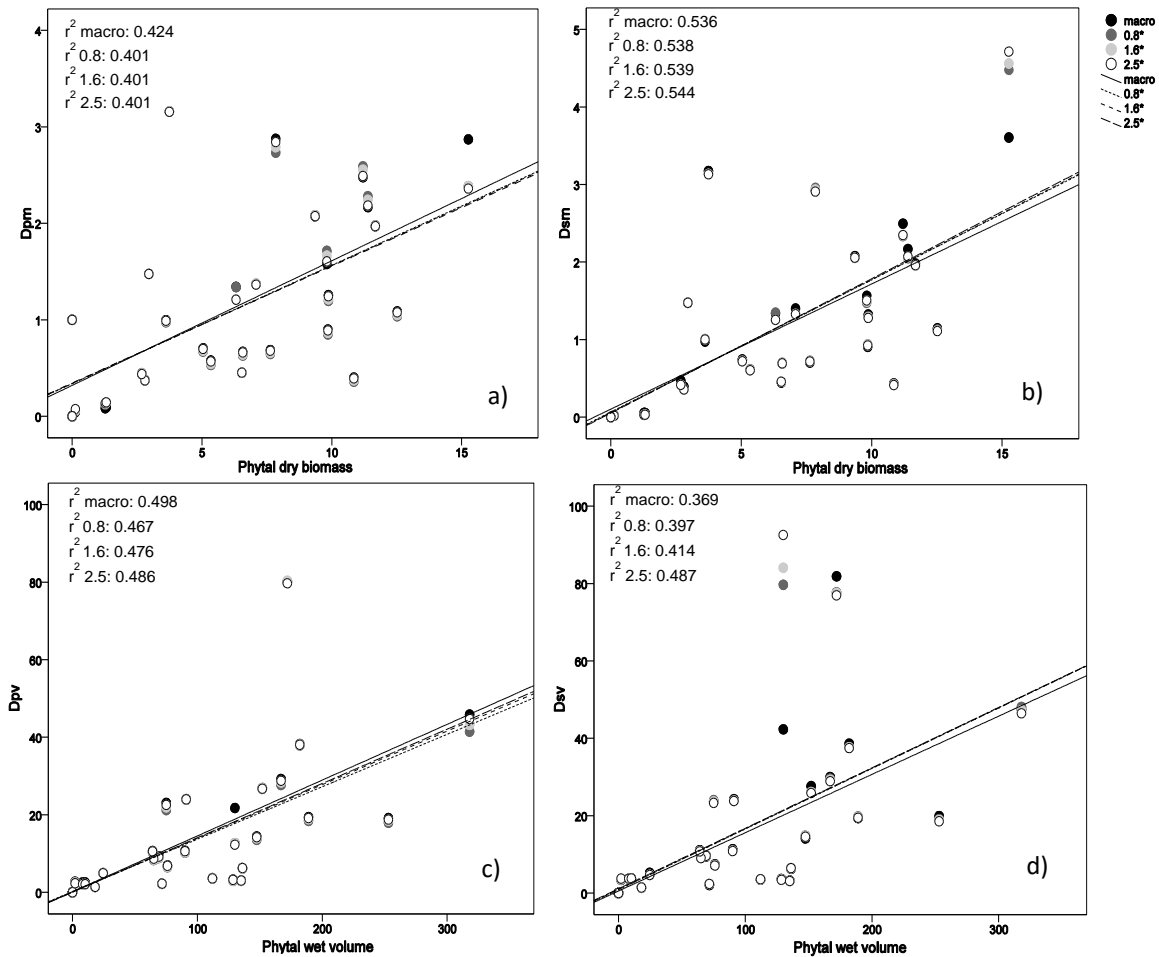 r2 macro: 0.424
r2 0.8: 0.401
r2 1.6: 0.401
r2 2.5: 0.401
4
3
2
1
0
Dpm
0 5 10 15
Phytal dry biomass
a)
r2 macro: 0.536
r2 0.8: 0.538
r2 1.6: 0.539
r2 2.5: 0.544
5
4
3
2
1
0
Dsm
0 5 10 15
Phytal dry biomass
b)
macro
0.8*
1.6*
2.5*
macro
0.8*
1.6*
2.5*
r2 macro: 0.498
r2 0.8: 0.467
r2 1.6: 0.476
r2 2.5: 0.486
100
80
60
40
20
0
Dpv
0 100 200 300
Phytal wet volume
c)
r2 macro: 0.369
r2 0.8: 0.397
r2 1.6: 0.414
r2 2.5: 0.487
100
80
60
40
20
0
Dsv
0 100 200 300
Phytal wet volume
d)